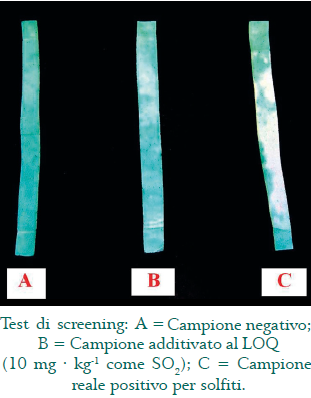 A B C
Test di screening: A = Campione negativo;
B = Campione additivato al LOQ
(10 mg · kg⁻¹ come SO₂); C = Campione
reale positivo per solfiti.